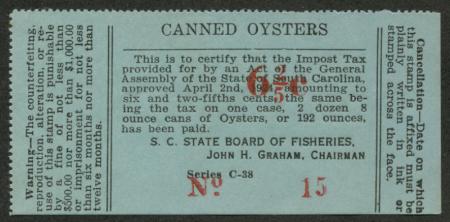 CANNED OYSTERS
This is to certify that the Impost Tax
provided for by an Act of the General
Assembly of the State of South Carolina,
approved April 2nd, amounting to
six and two-fifths cents, the same be-
ing the tax on one case, 2 dozen 8
ounce cans of Oysters, or 192 ounces,
has been paid.
6 2/5 c
S. C. STATE BOARD OF FISHERIES,
JOHN H. GRAHAM, CHAIRMAN
Series C-38
No 15
Warning—The counterfeiting,
reproduction, alteration, or re-
use of this stamp is punishable
by a fine of not less than
$500.00 nor more than $1,000.00
or imprisonment for not less
than six months nor more than
twelve months.
Cancellation—Date on which
this stamp is affixed must be
plainly written in ink or
stamped across the face.